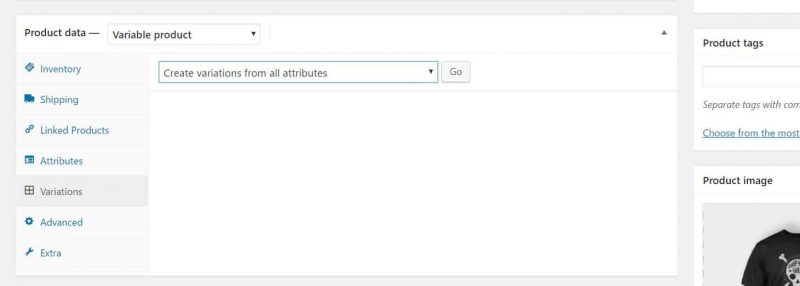 Product data — Variable product
Inventory
Shipping
Linked Products
Attributes
Variations
Advanced
Extra
Create variations from all attributes Go
Product tags
Separate tags with com
Choose from the most
Product image